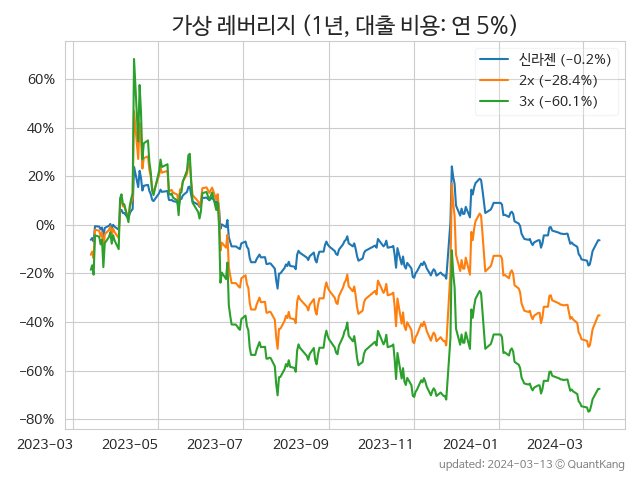 가상 레버리지 (1년, 대출 비용: 연 5%)
신라젠 (−0.2%)
2x (−28.4%)
3x (−60.1%)
60%
40%
20%
0%
−20%
−40%
−60%
−80%
2023-03 2023-05 2023-07 2023-09 2023-11 2024-01 2024-03
updated: 2024-03-13 ⓒ QuantKang